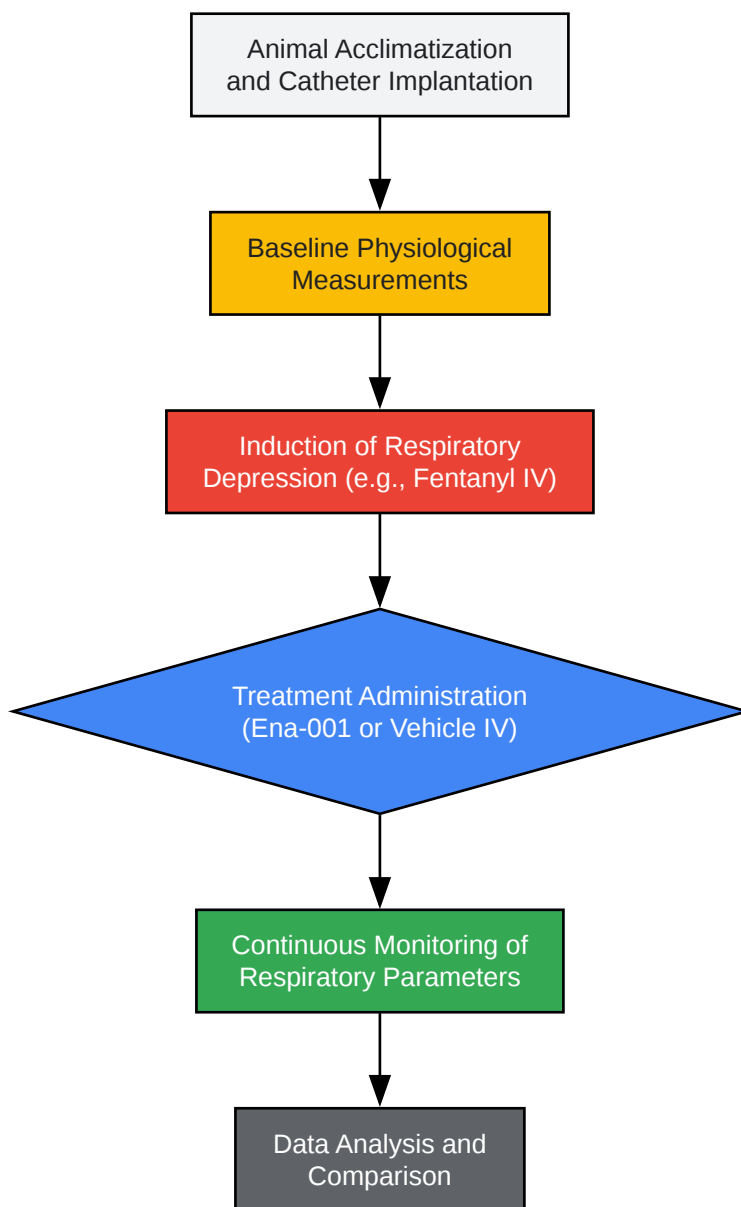 Animal Acclimatization
and Catheter Implantation
Baseline Physiological
Measurements
Induction of Respiratory
Depression (e.g., Fentanyl IV)
Treatment Administration
(Ena-001 or Vehicle IV)
Continuous Monitoring of
Respiratory Parameters
Data Analysis and
Comparison